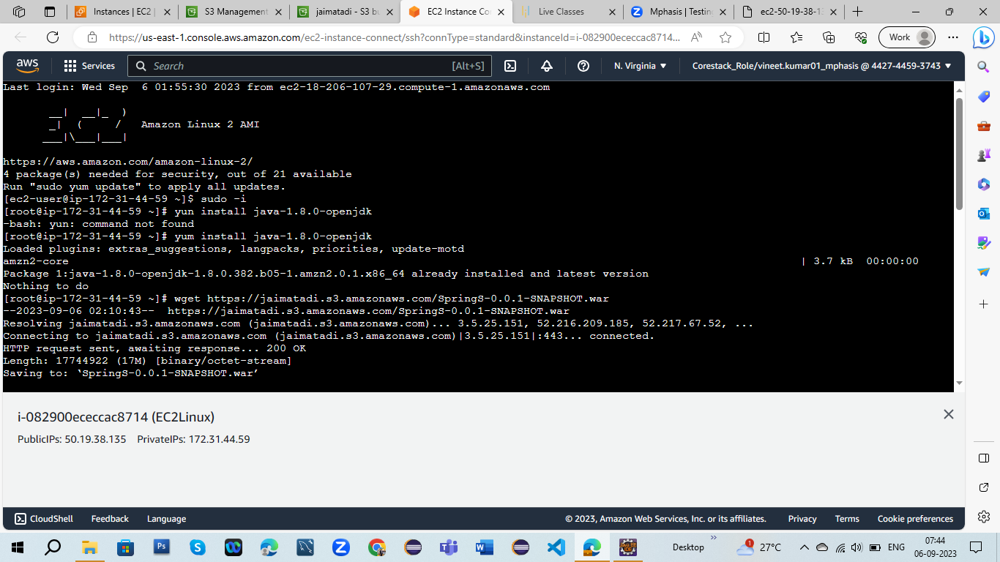 Instances | EC2 |
S3 Management
jaimatadi - S3 bu
EC2 Instance Co
Live Classes
Mphasis | Testing
ec2-50-19-38-13
https://us-east-1.console.aws.amazon.com/ec2-instance-connect/ssh?connType=standard&instanceId=i-082900ececcac8714...
Work
aws
Services
Search
[Alt+S]
N. Virginia
Corestack_Role/vineet.kumar01_mphasis @ 4427-4459-3743
Last login: Wed Sep  6 01:55:30 2023 from ec2-18-206-107-29.compute-1.amazonaws.com
       __|  __|_  )
       _|  (     /   Amazon Linux 2 AMI
      ___|\___|___|
https://aws.amazon.com/amazon-linux-2/
4 package(s) needed for security, out of 21 available
Run "sudo yum update" to apply all updates.
[ec2-user@ip-172-31-44-59 ~]$ sudo -i
[root@ip-172-31-44-59 ~]# yun install java-1.8.0-openjdk
-bash: yun: command not found
[root@ip-172-31-44-59 ~]# yum install java-1.8.0-openjdk
Loaded plugins: extras_suggestions, langpacks, priorities, update-motd
amzn2-core | 3.7 kB  00:00:00
Package 1:java-1.8.0-openjdk-1.8.0.382.b05-1.amzn2.0.1.x86_64 already installed and latest version
Nothing to do
[root@ip-172-31-44-59 ~]# wget https://jaimatadi.s3.amazonaws.com/SpringS-0.0.1-SNAPSHOT.war
--2023-09-06 02:10:43--  https://jaimatadi.s3.amazonaws.com/SpringS-0.0.1-SNAPSHOT.war
Resolving jaimatadi.s3.amazonaws.com (jaimatadi.s3.amazonaws.com)... 3.5.25.151, 52.216.209.185, 52.217.67.52, ...
Connecting to jaimatadi.s3.amazonaws.com (jaimatadi.s3.amazonaws.com)|3.5.25.151|:443... connected.
HTTP request sent, awaiting response... 200 OK
Length: 17744922 (17M) [binary/octet-stream]
Saving to: ‘SpringS-0.0.1-SNAPSHOT.war’
i-082900ececcac8714 (EC2Linux)
PublicIPs: 50.19.38.135 PrivateIPs: 172.31.44.59
CloudShell
Feedback
Language
© 2023, Amazon Web Services, Inc. or its affiliates.
Privacy
Terms
Cookie preferences
Desktop
27°C
ENG
07:44
06-09-2023